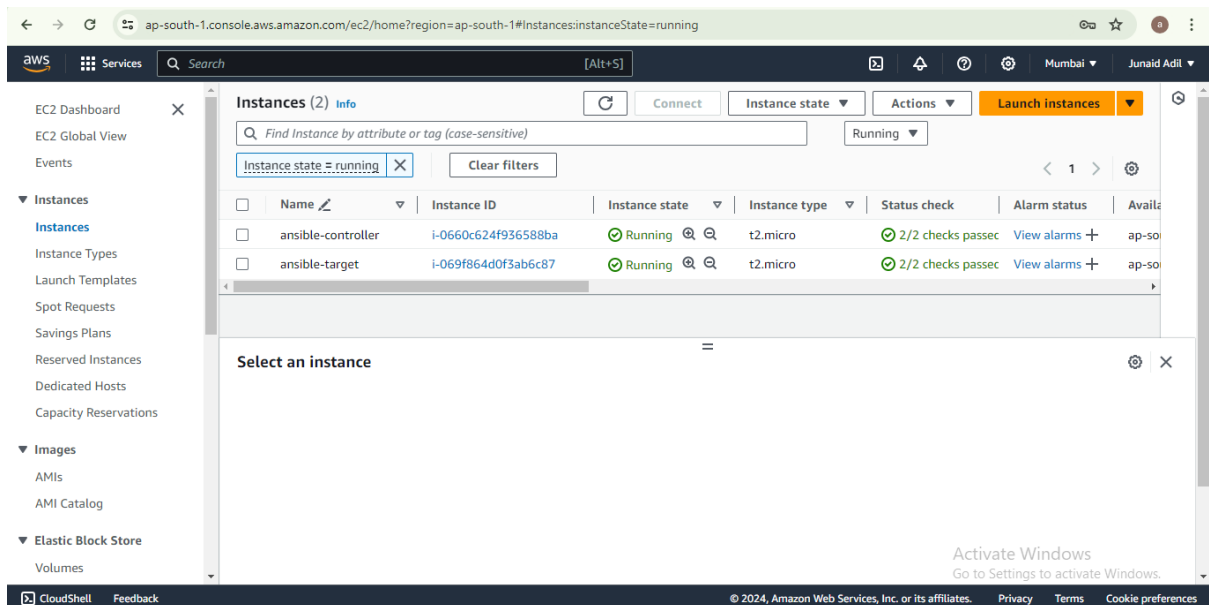 ap-south-1.console.aws.amazon.com/ec2/home?region=ap-south-1#Instances:instanceState=running
a
aws Services Search [Alt+S] Mumbai Junaid Adil
EC2 Dashboard
EC2 Global View
Events
Instances
Instances
Instance Types
Launch Templates
Spot Requests
Savings Plans
Reserved Instances
Dedicated Hosts
Capacity Reservations
Images
AMIs
AMI Catalog
Elastic Block Store
Volumes
Instances (2) Info Connect Instance state Actions Launch instances
Find Instance by attribute or tag (case-sensitive) Running
Instance state = running Clear filters 1
Name Instance ID Instance state Instance type Status check Alarm status Availa
ansible-controller i-0660c624f936588ba Running t2.micro 2/2 checks passec View alarms + ap-so
ansible-target i-069f864d0f3ab6c87 Running t2.micro 2/2 checks passec View alarms + ap-so
Select an instance
Activate Windows
Go to Settings to activate Windows.
CloudShell Feedback © 2024, Amazon Web Services, Inc. or its affiliates. Privacy Terms Cookie preferences